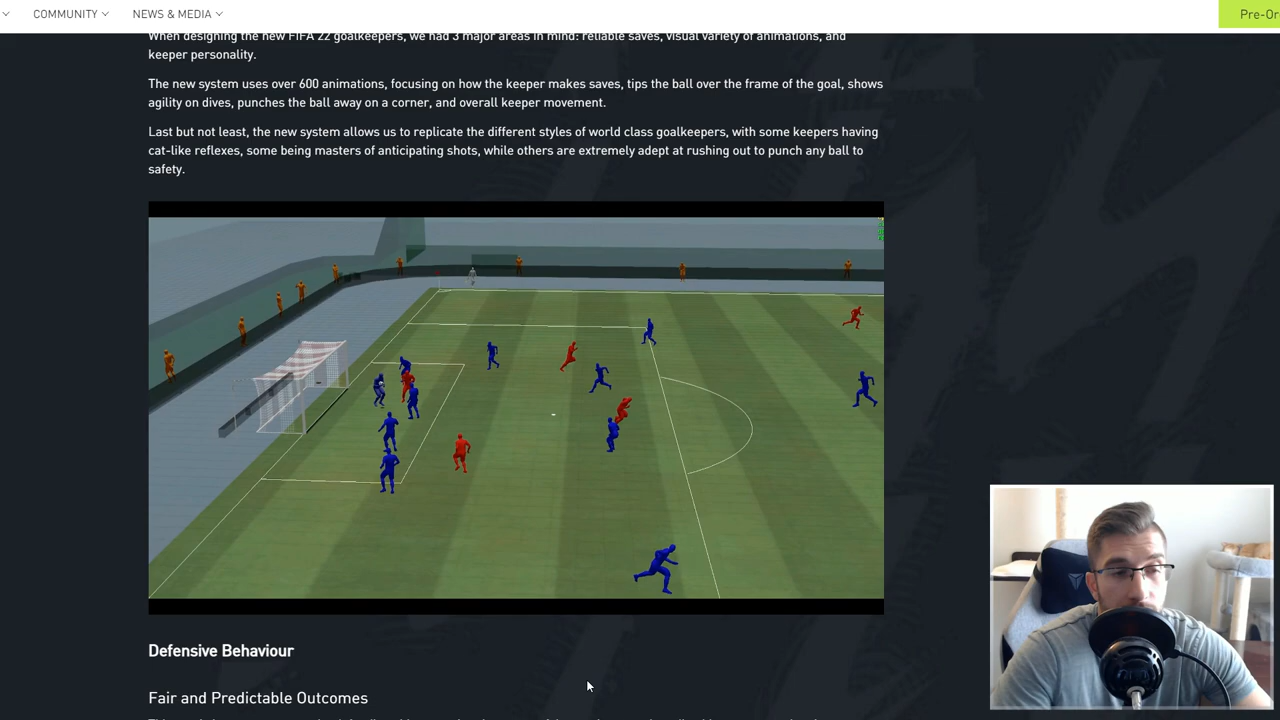 COMMUNITY
NEWS & MEDIA
Pre-Or
When designing the new FIFA 22 goalkeepers, we had 3 major areas in mind: reliable saves, visual variety of animations, and
keeper personality.
The new system uses over 600 animations, focusing on how the keeper makes saves, tips the ball over the frame of the goal, shows
agility on dives, punches the ball away on a corner, and overall keeper movement.
Last but not least, the new system allows us to replicate the different styles of world class goalkeepers, with some keepers having
cat-like reflexes, some being masters of anticipating shots, while others are extremely adept at rushing out to punch any ball to
safety.
Defensive Behaviour
Fair and Predictable Outcomes